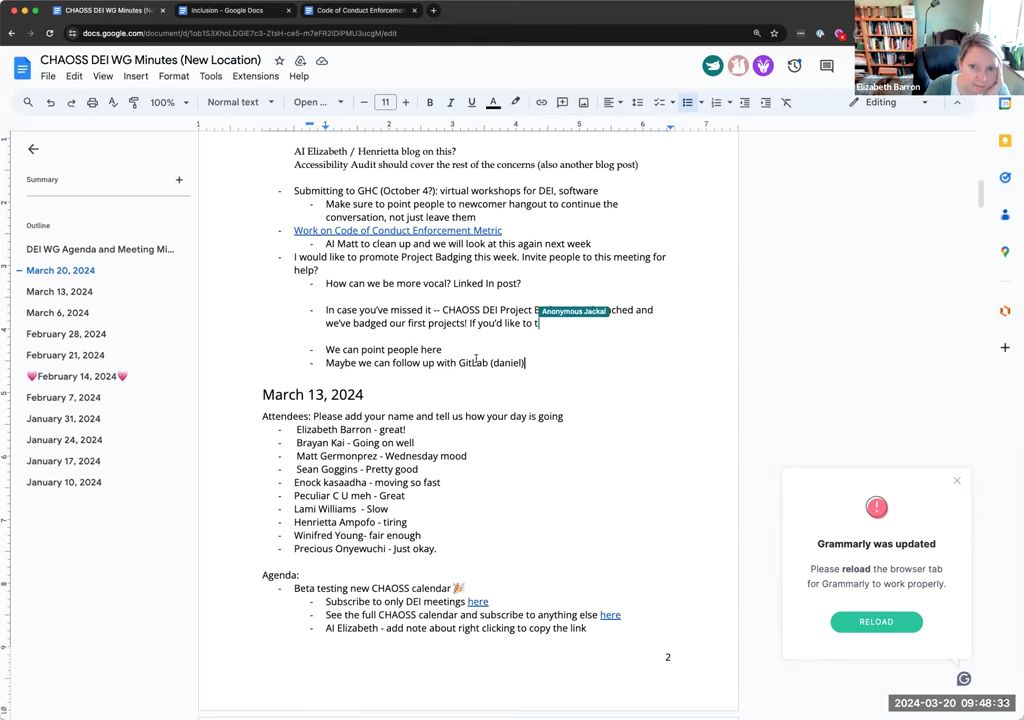 CHAOSS DEI WG Minutes (N
Inclusion - Google Docs
Code of Conduct Enforcemen
docs.google.com/document/d/1ob1S3XhoLDGIE7c3-ZtsH-ce5-m7eFR2iDIPMU3ucgM/edit
CHAOSS DEI WG Minutes (New Location)
File Edit View Insert Format Tools Extensions Help
Elizabeth Barron
100% Normal text Open ... 11 Editing
1 1 2 3 4 5 6 7
Summary
Outline
DEI WG Agenda and Meeting Mi...
March 20, 2024
March 13, 2024
March 6, 2024
February 28, 2024
February 21, 2024
💗February 14, 2024💗
February 7, 2024
January 31, 2024
January 24, 2024
January 17, 2024
January 10, 2024
AI Elizabeth / Henrietta blog on this?
Accessibility Audit should cover the rest of the concerns (also another blog post)
- Submitting to GHC (October 4?): virtual workshops for DEI, software
- Make sure to point people to newcomer hangout to continue the
conversation, not just leave them
- Work on Code of Conduct Enforcement Metric
- AI Matt to clean up and we will look at this again next week
- I would like to promote Project Badging this week. Invite people to this meeting for
help?
- How can we be more vocal? Linked In post?
- In case you've missed it -- CHAOSS DEI Project B Anonymous Jackal ched and
we've badged our first projects! If you'd like to t
- We can point people here
- Maybe we can follow up with GitLab (daniel)
March 13, 2024
Attendees: Please add your name and tell us how your day is going
- Elizabeth Barron - great!
- Brayan Kai - Going on well
- Matt Germonprez - Wednesday mood
- Sean Goggins - Pretty good
- Enock kasaadha - moving so fast
- Peculiar C U meh - Great
- Lami Williams - Slow
- Henrietta Ampofo - tiring
- Winifred Young- fair enough
- Precious Onyewuchi - Just okay.
Agenda:
- Beta testing new CHAOSS calendar 🎉
- Subscribe to only DEI meetings here
- See the full CHAOSS calendar and subscribe to anything else here
- AI Elizabeth - add note about right clicking to copy the link
2
Grammarly was updated
Please reload the browser tab
for Grammarly to work properly.
RELOAD
2024-03-20 09:48:33